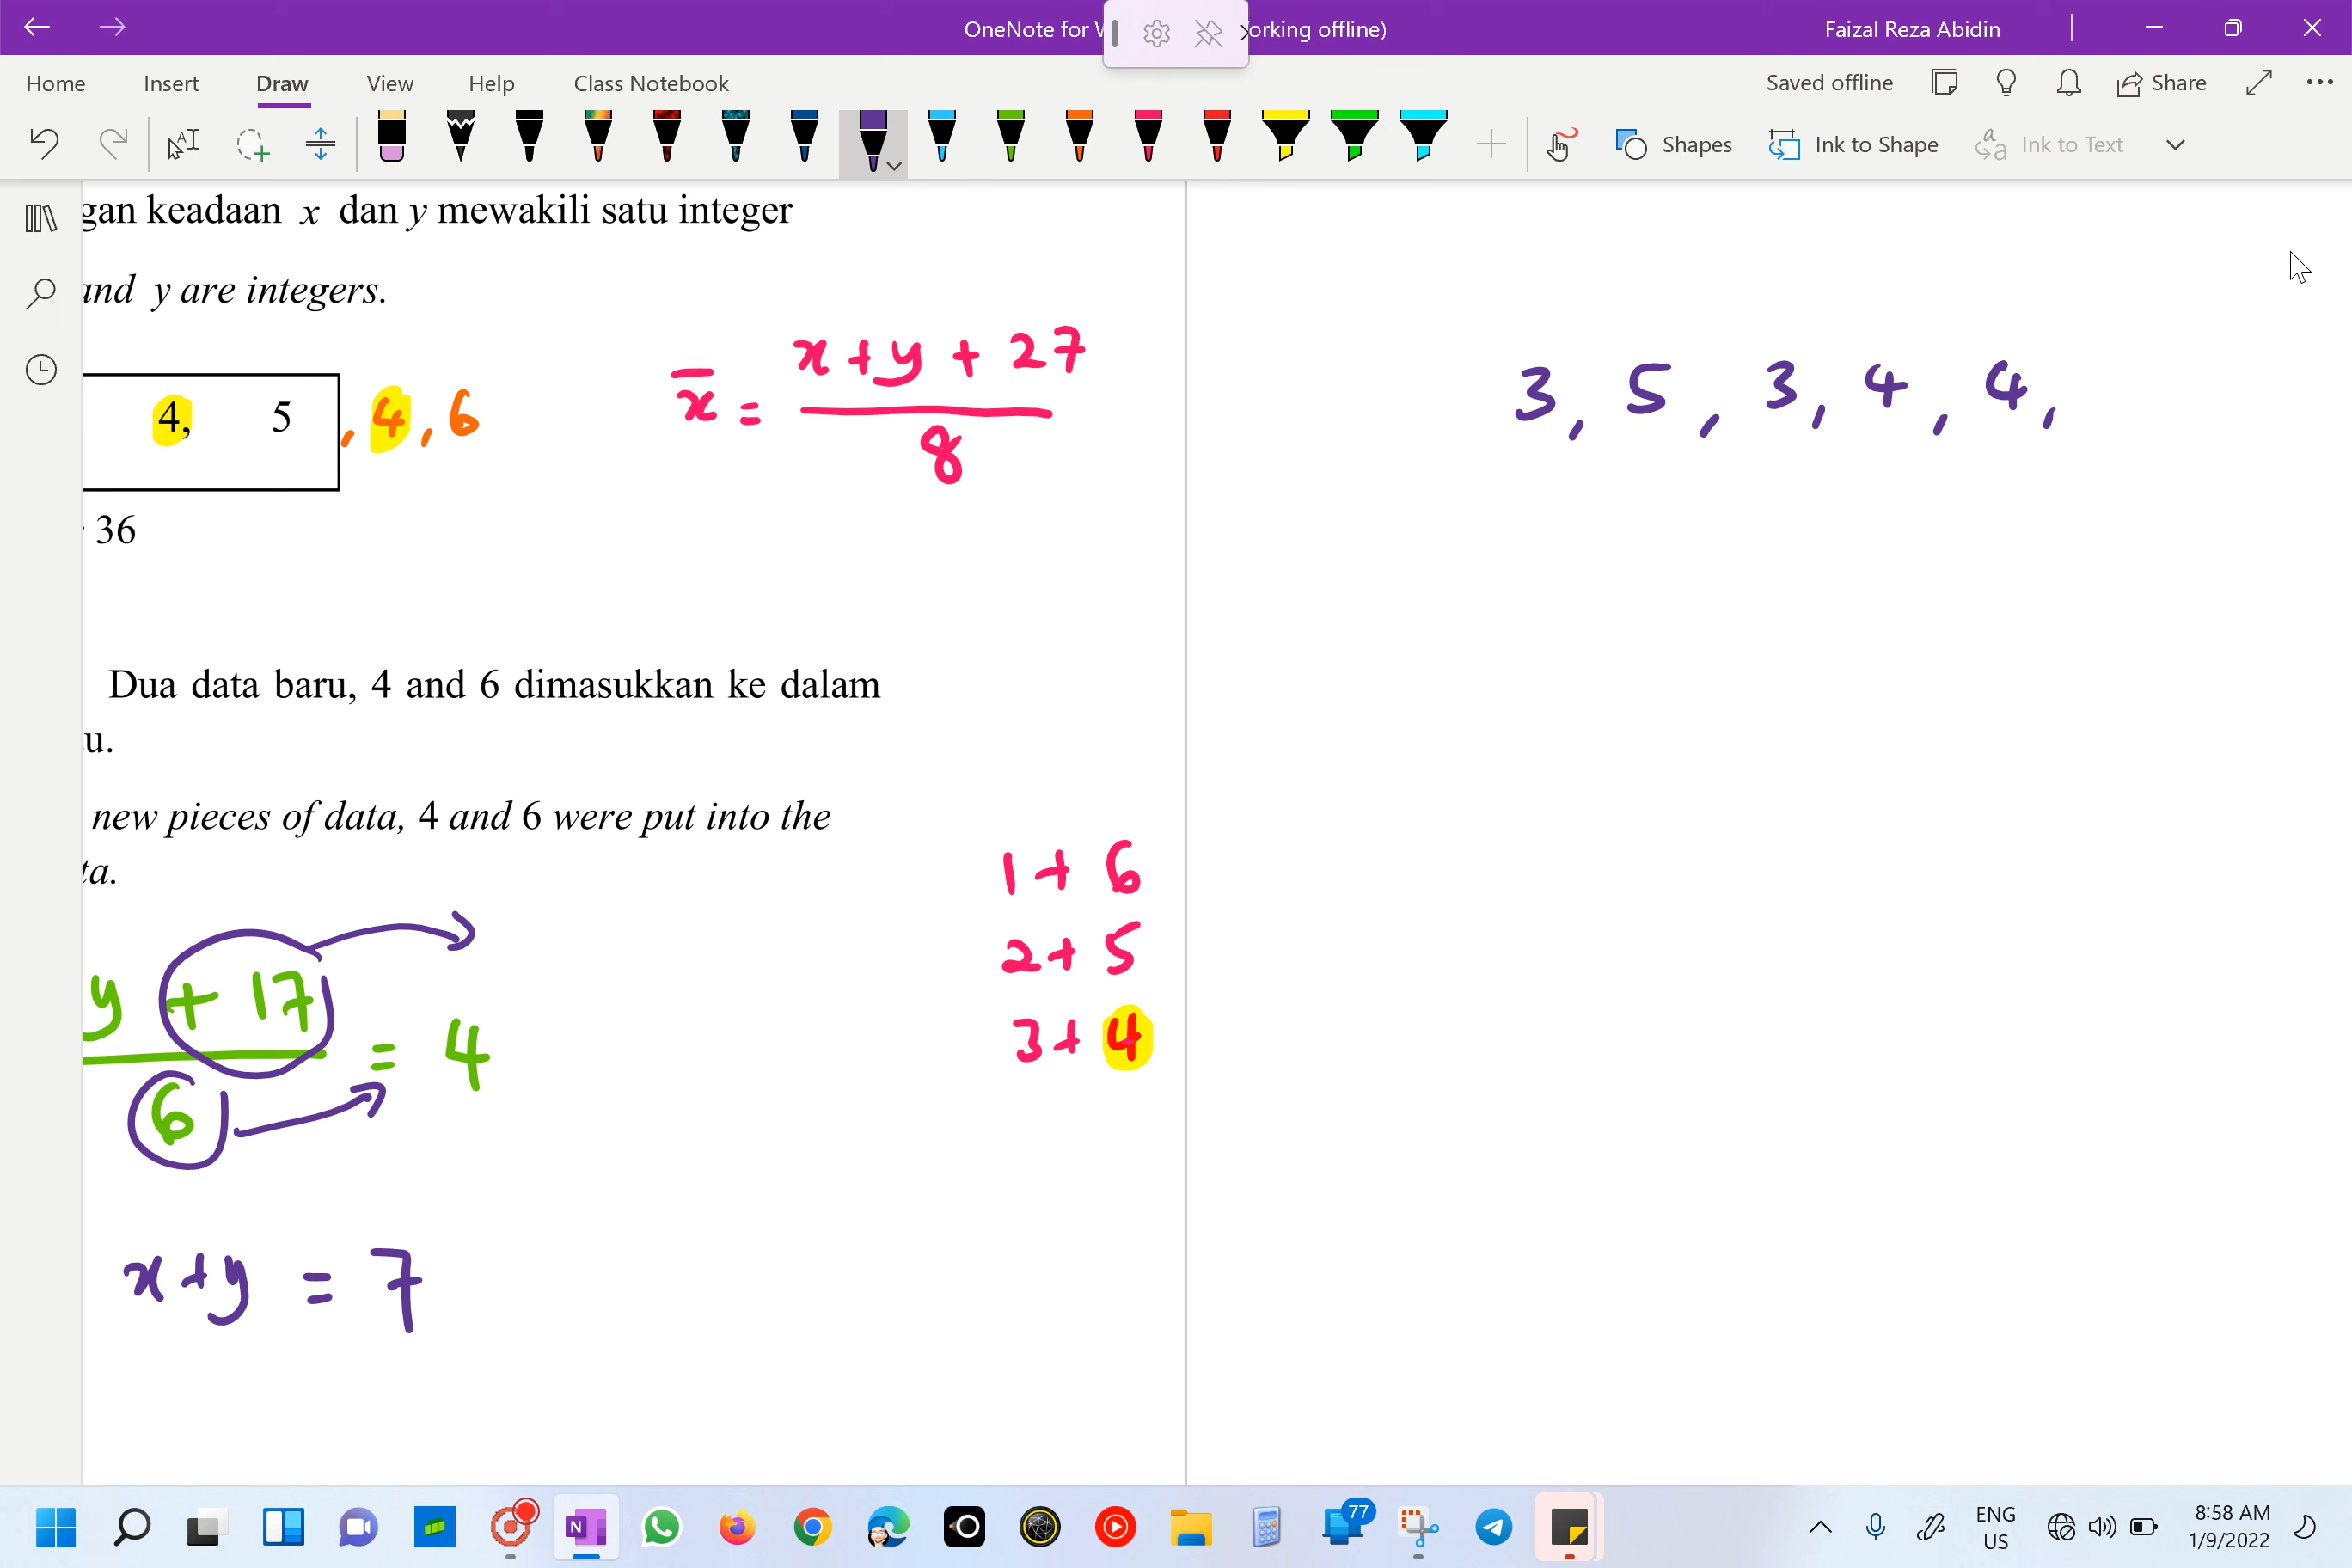 OneNote for W
orking offline)
Faizal Reza Abidin
Home Insert Draw View Help Class Notebook
Saved offline Share
Shapes Ink to Shape Ink to Text
gan keadaan x dan y mewakili satu integer
and y are integers.
4, 5 , 4, 6
x̄ = (x + y + 27) / 8
3, 5, 3, 4, 4,
36
Dua data baru, 4 and 6 dimasukkan ke dalam
u.
new pieces of data, 4 and 6 were put into the
ta.
1 + 6
2 + 5
3 + 4
y + 17
6
= 4
x + y = 7
77
ENG
US
8:58 AM
1/9/2022